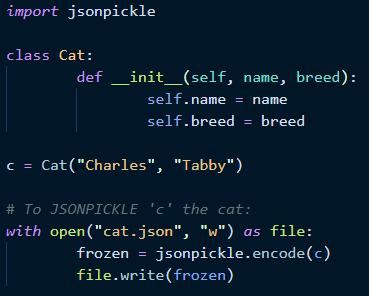 import jsonpickle
class Cat:
def __init__(self, name, breed):
self.name = name
self.breed = breed
c = Cat("Charles", "Tabby")
# To JSONPICKLE 'c' the cat:
with open("cat.json", "w") as file:
frozen = jsonpickle.encode(c)
file.write(frozen)